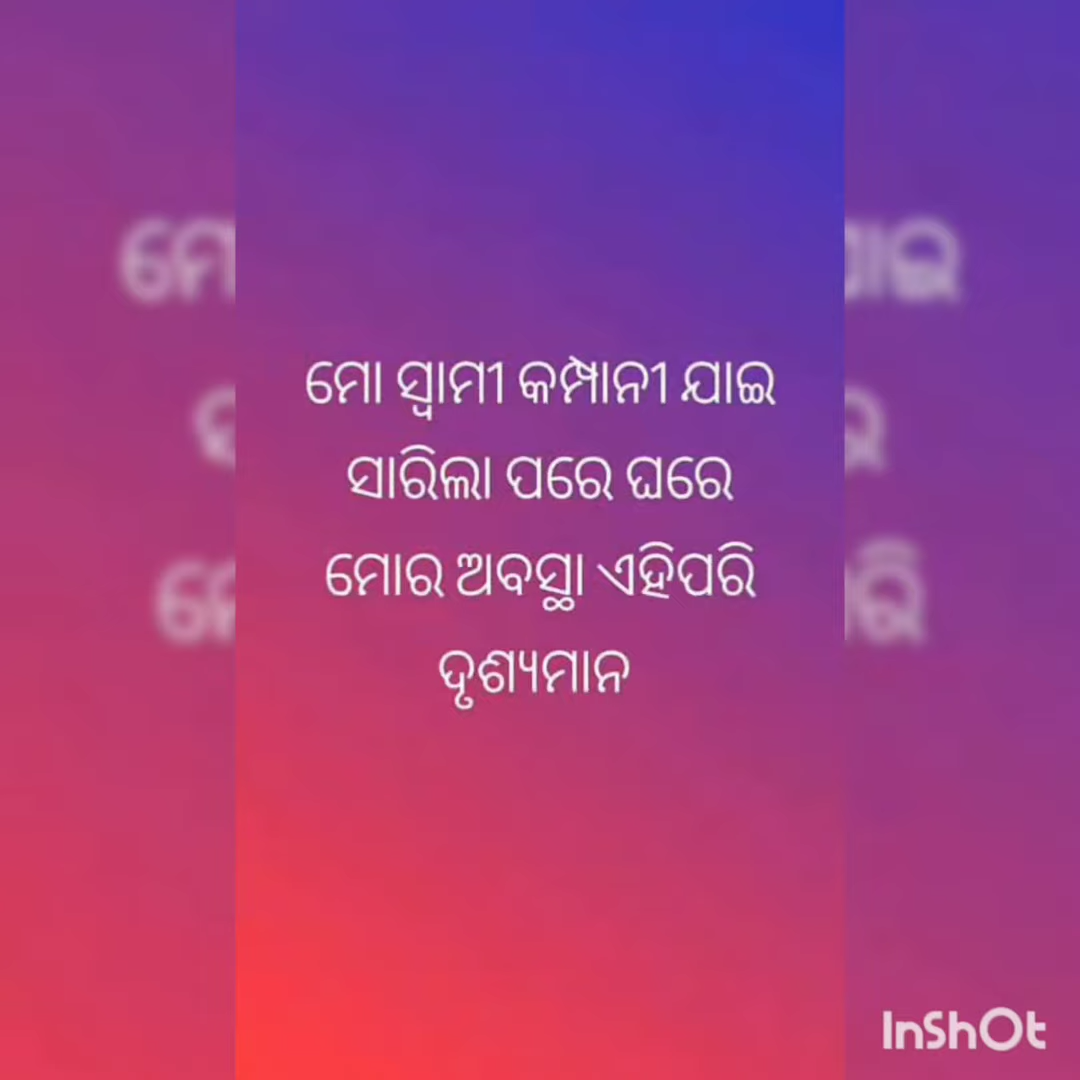 ମୋ ସ୍ୱାମୀ କମ୍ପାନୀ ଯାଇ
ସାରିଲା ପରେ ଘରେ
ମୋର ଅବସ୍ଥା ଏହିପରି
ଦୃଶ୍ୟମାନ
InShOt